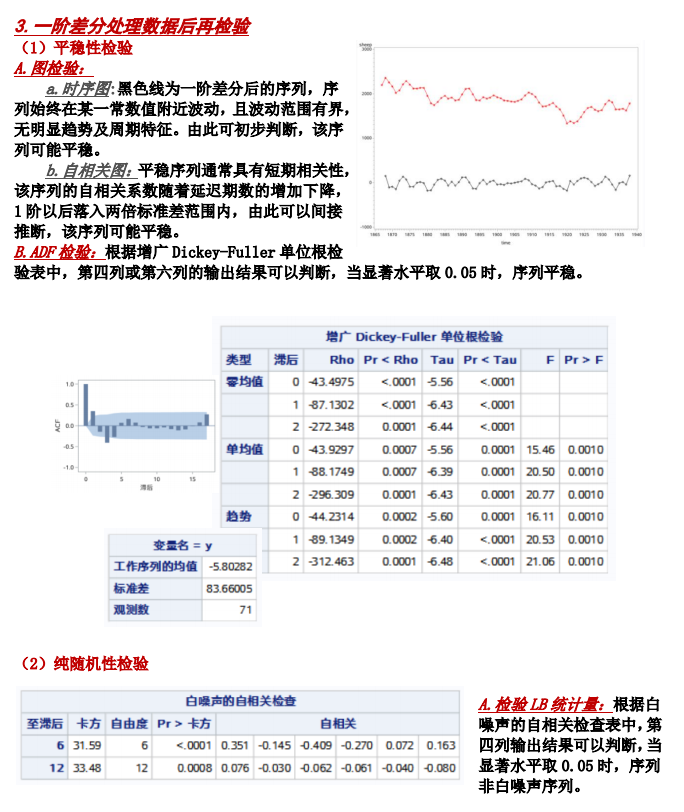 3.一阶差分处理数据后再检验
（1）平稳性检验
A.图检验：
a.时序图:黑色线为一阶差分后的序列，序
列始终在某一常数值附近波动，且波动范围有界，
无明显趋势及周期特征。由此可初步判断，该序
列可能平稳。
b.自相关图：平稳序列通常具有短期相关性，
该序列的自相关系数随着延迟期数的增加下降，
1 阶以后落入两倍标准差范围内，由此可以间接
推断，该序列可能平稳。
B.ADF 检验：根据增广 Dickey-Fuller 单位根检
验表中，第四列或第六列的输出结果可以判断，当显著水平取 0.05 时，序列平稳。
sheep
3000
2000
1000
0
-1000
1865 1870 1875 1880 1885 1890 1895 1900 1905 1910 1915 1920 1925 1930 1935 1940
time
增广 Dickey-Fuller 单位根检验
类型 滞后 Rho Pr < Rho Tau Pr < Tau F Pr > F
零均值 0 -43.4975 <.0001 -5.56 <.0001
1 -87.1302 <.0001 -6.43 <.0001
2 -272.348 0.0001 -6.44 <.0001
单均值 0 -43.9297 0.0007 -5.56 0.0001 15.46 0.0010
1 -88.1749 0.0007 -6.39 0.0001 20.50 0.0010
2 -296.309 0.0001 -6.43 0.0001 20.77 0.0010
趋势 0 -44.2314 0.0002 -5.60 0.0001 16.11 0.0010
1 -89.1349 0.0002 -6.40 <.0001 20.53 0.0010
2 -312.463 0.0001 -6.48 <.0001 21.06 0.0010
ACF
1.0
0.5
0.0
-0.5
-1.0
0 5 10 15
滞后
变量名 = y
工作序列的均值 -5.80282
标准差 83.66005
观测数 71
（2）纯随机性检验
白噪声的自相关检查
至滞后 卡方 自由度 Pr > 卡方 自相关
6 31.59 6 <.0001 0.351 -0.145 -0.409 -0.270 0.072 0.163
12 33.48 12 0.0008 0.076 -0.030 -0.062 -0.061 -0.040 -0.080
A.检验 LB 统计量：根据白
噪声的自相关检查表中，第
四列输出结果可以判断，当
显著水平取 0.05 时，序列
非白噪声序列。